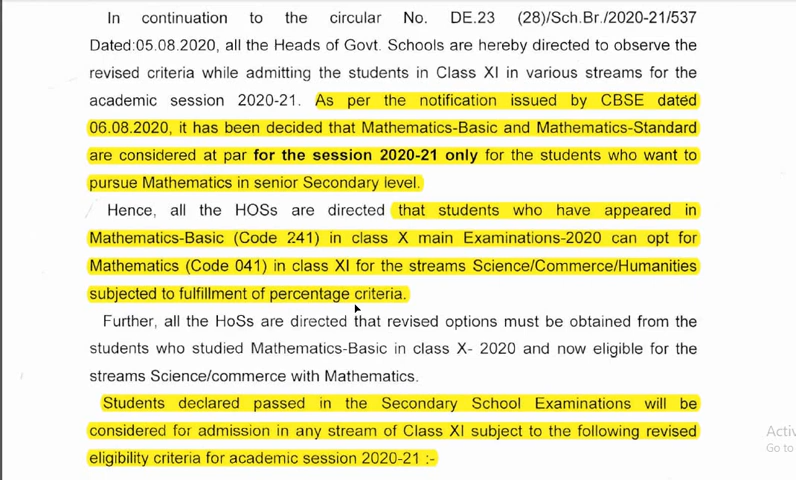 In continuation to the circular No. DE.23 (28)/Sch.Br./2020-21/537
Dated:05.08.2020, all the Heads of Govt. Schools are hereby directed to observe the
revised criteria while admitting the students in Class XI in various streams for the
academic session 2020-21. As per the notification issued by CBSE dated
06.08.2020, it has been decided that Mathematics-Basic and Mathematics-Standard
are considered at par for the session 2020-21 only for the students who want to
pursue Mathematics in senior Secondary level.
Hence, all the HOSs are directed that students who have appeared in
Mathematics-Basic (Code 241) in class X main Examinations-2020 can opt for
Mathematics (Code 041) in class XI for the streams Science/Commerce/Humanities
subjected to fulfillment of percentage criteria.
Further, all the HoSs are directed that revised options must be obtained from the
students who studied Mathematics-Basic in class X- 2020 and now eligible for the
streams Science/commerce with Mathematics.
Students declared passed in the Secondary School Examinations will be
considered for admission in any stream of Class XI subject to the following revised
eligibility criteria for academic session 2020-21 :-
Activ
Go to